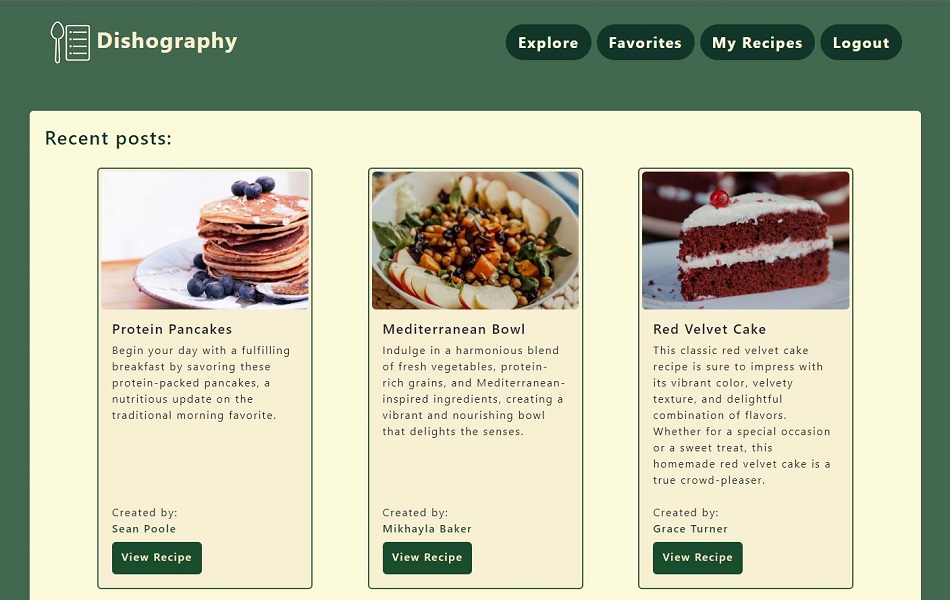 Dishography
Explore
Favorites
My Recipes
Logout
Recent posts:
Protein Pancakes
Begin your day with a fulfilling
breakfast by savoring these
protein-packed pancakes, a
nutritious update on the
traditional morning favorite.
Created by:
Sean Poole
View Recipe
Mediterranean Bowl
Indulge in a harmonious blend
of fresh vegetables, protein-
rich grains, and Mediterranean-
inspired ingredients, creating a
vibrant and nourishing bowl
that delights the senses.
Created by:
Mikhayla Baker
View Recipe
Red Velvet Cake
This classic red velvet cake
recipe is sure to impress with
its vibrant color, velvety
texture, and delightful
combination of flavors.
Whether for a special occasion
or a sweet treat, this
homemade red velvet cake is a
true crowd-pleaser.
Created by:
Grace Turner
View Recipe